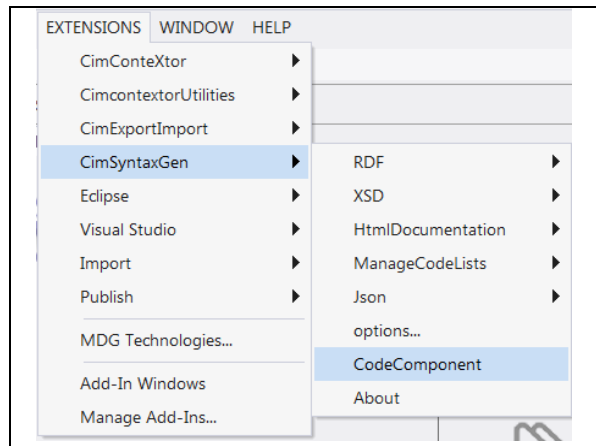 EXTENSIONS WINDOW HELP
CimConteXtor
CimcontextorUtilities
CimExportImport
CimSyntaxGen
Eclipse
Visual Studio
Import
Publish
MDG Technologies...
Add-In Windows
Manage Add-Ins...
RDF
XSD
HtmlDocumentation
ManageCodeLists
Json
options...
CodeComponent
About